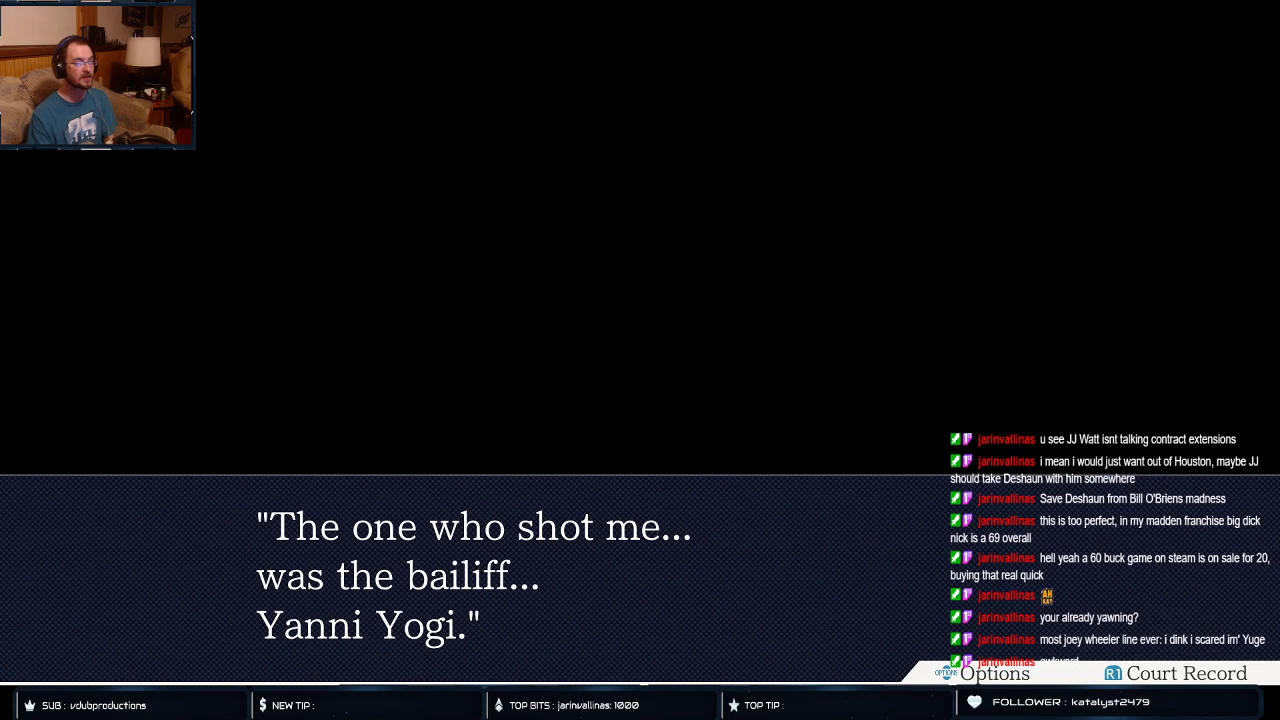 jarinvallinas u see JJ Watt isnt talking contract extensions
jarinvallinas i mean i would just want out of Houston, maybe JJ
should take Deshaun with him somewhere
jarinvallinas Save Deshaun from Bill O'Briens madness
jarinvallinas this is too perfect, in my madden franchise big dick
nick is a 69 overall
jarinvallinas hell yeah a 60 buck game on steam is on sale for 20,
buying that real quick
jarinvallinas
jarinvallinas your already yawning?
jarinvallinas most joey wheeler line ever: i dink i scared im' Yuge
jarinvallinas awkward
"The one who shot me...
was the bailiff...
Yanni Yogi."
OPTIONS Options R1 Court Record
SUB : vdubproductions NEW TIP : TOP BITS : jarinvallinas: 1000 TOP TIP : FOLLOWER : katalyst2479